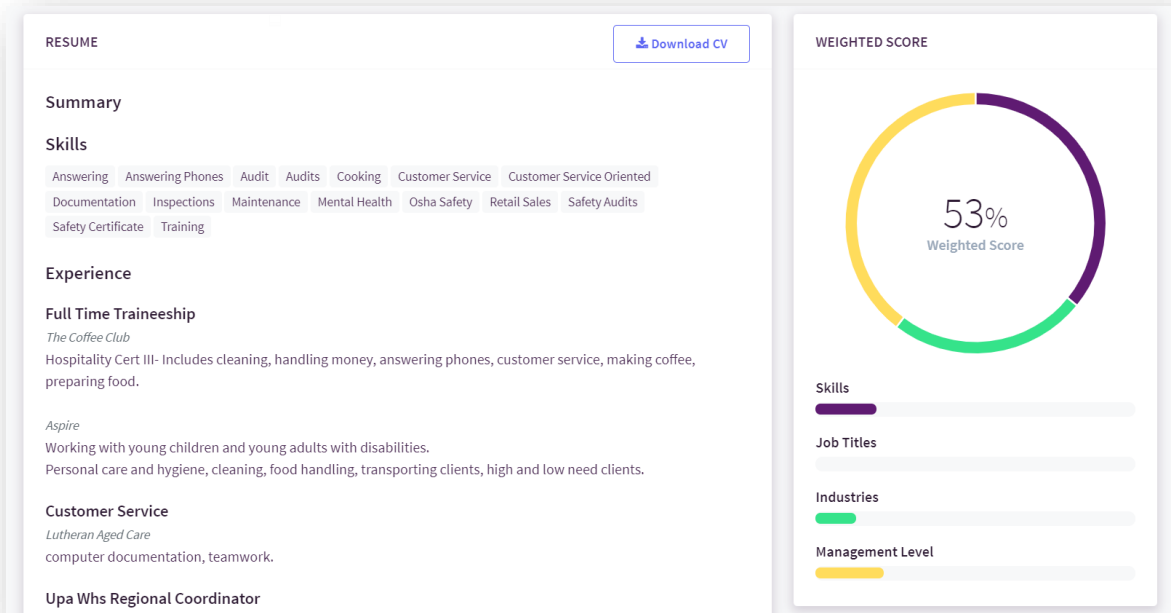 RESUME
Download CV
Summary
Skills
Answering Answering Phones Audit Audits Cooking Customer Service Customer Service Oriented
Documentation Inspections Maintenance Mental Health Osha Safety Retail Sales Safety Audits
Safety Certificate Training
Experience
Full Time Traineeship
The Coffee Club
Hospitality Cert III- Includes cleaning, handling money, answering phones, customer service, making coffee,
preparing food.
Aspire
Working with young children and young adults with disabilities.
Personal care and hygiene, cleaning, food handling, transporting clients, high and low need clients.
Customer Service
Lutheran Aged Care
computer documentation, teamwork.
Upa Whs Regional Coordinator
WEIGHTED SCORE
53%
Weighted Score
Skills
Job Titles
Industries
Management Level